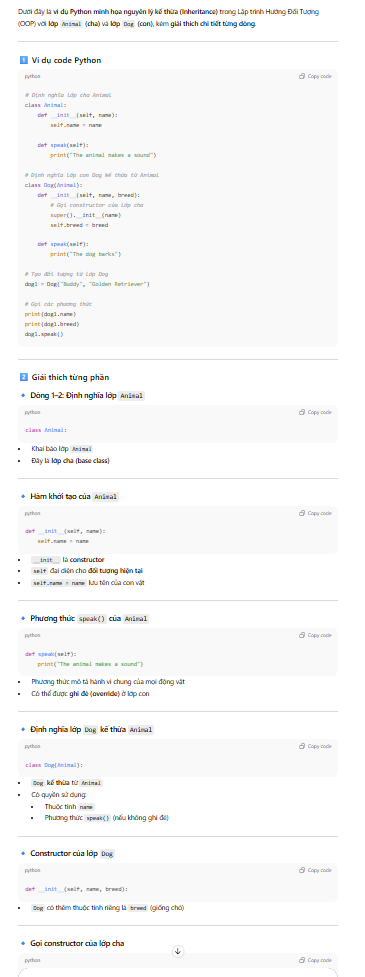 Dưới đây là ví dụ Python minh họa nguyên lý kế thừa (Inheritance) trong Lập trình Hướng Đối Tượng
(OOP) với lớp Animal (cha) và lớp Dog (con), kèm giải thích chi tiết từng dòng.
1 Ví dụ code Python
python Copy code
# Định nghĩa lớp cha Animal
class Animal:
def __init__(self, name):
self.name = name
def speak(self):
print("The animal makes a sound")
# Định nghĩa lớp con Dog kế thừa từ Animal
class Dog(Animal):
def __init__(self, name, breed):
# Gọi constructor của lớp cha
super().__init__(name)
self.breed = breed
def speak(self):
print("The dog barks")
# Tạo đối tượng từ lớp Dog
dog1 = Dog("Buddy", "Golden Retriever")
# Gọi các phương thức
print(dog1.name)
print(dog1.breed)
dog1.speak()
2 Giải thích từng phần
Dòng 1–2: Định nghĩa lớp Animal
python Copy code
class Animal:
• Khai báo lớp Animal
• Đây là lớp cha (base class)
Hàm khởi tạo của Animal
python Copy code
def __init__(self, name):
self.name = name
• __init__ là constructor
• self đại diện cho đối tượng hiện tại
• self.name = name lưu tên của con vật
Phương thức speak() của Animal
python Copy code
def speak(self):
print("The animal makes a sound")
• Phương thức mô tả hành vi chung của mọi động vật
• Có thể được ghi đè (override) ở lớp con
Định nghĩa lớp Dog kế thừa Animal
python Copy code
class Dog(Animal):
• Dog kế thừa từ Animal
• Có quyền sử dụng:
• Thuộc tính name
• Phương thức speak() (nếu không ghi đè)
Constructor của lớp Dog
python Copy code
def __init__(self, name, breed):
• Dog có thêm thuộc tính riêng là breed (giống chó)
Gọi constructor của lớp cha
python Copy code